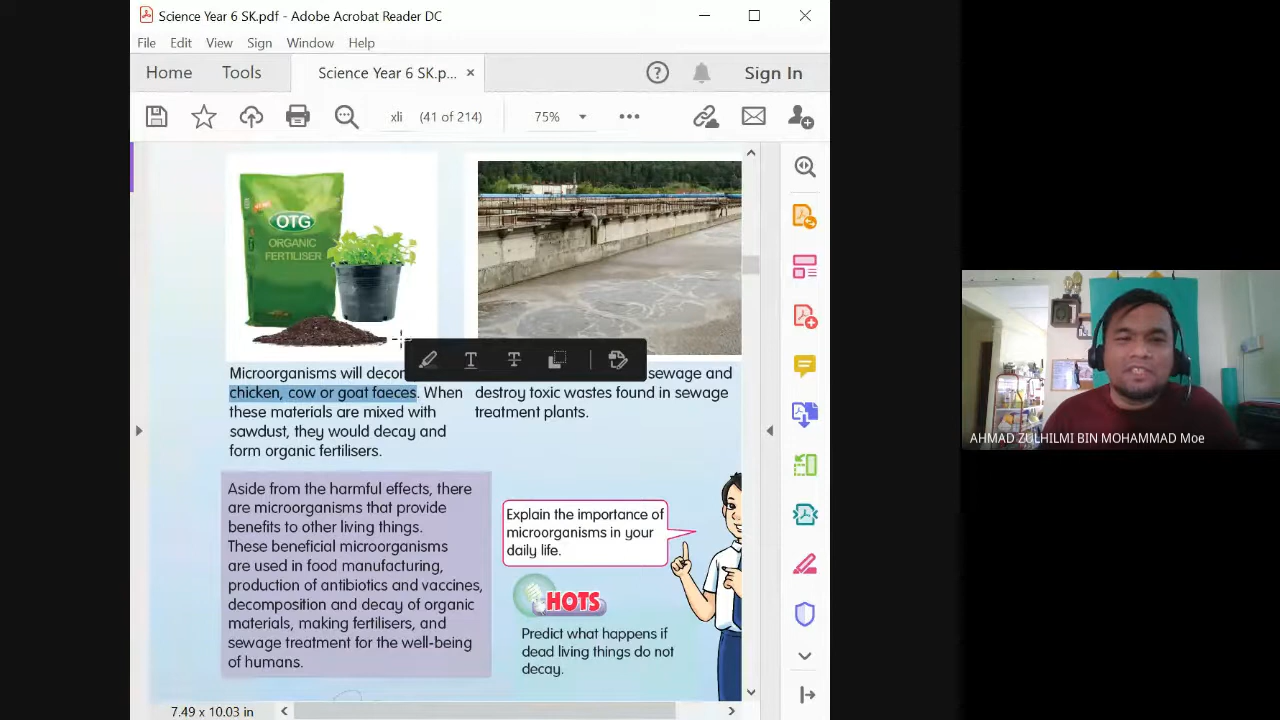 Science Year 6 SK.pdf - Adobe Acrobat Reader DC
File Edit View Sign Window Help
Home Tools Science Year 6 SK.p... Sign In
xli (41 of 214) 75%
OTG
ORGANIC
FERTILISER
Microorganisms will decom
chicken, cow or goat faeces. When
these materials are mixed with
sawdust, they would decay and
form organic fertilisers.
sewage and
destroy toxic wastes found in sewage
treatment plants.
Aside from the harmful effects, there
are microorganisms that provide
benefits to other living things.
These beneficial microorganisms
are used in food manufacturing,
production of antibiotics and vaccines,
decomposition and decay of organic
materials, making fertilisers, and
sewage treatment for the well-being
of humans.
Explain the importance of
microorganisms in your
daily life.
HOTS
Predict what happens if
dead living things do not
decay.
7.49 x 10.03 in
AHMAD ZULHILMI BIN MOHAMMAD Moe